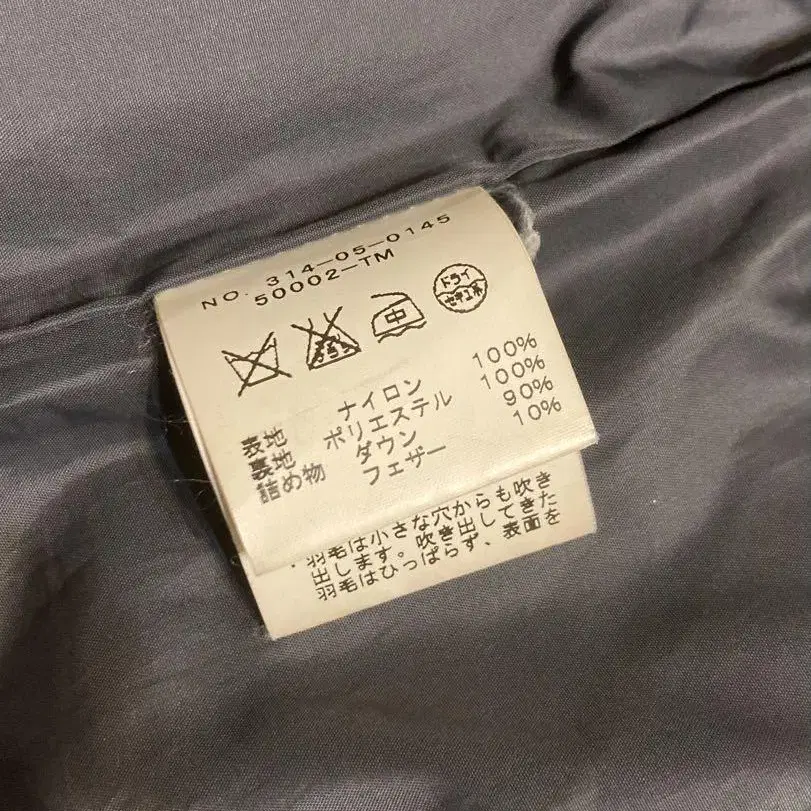 NO. 314-05-0145
50002-TM
中
ドライ
セキユ系
表地 ナイロン 100%
裏地 ポリエステル 100%
詰め物 ダウン 90%
フェザー 10%
・羽毛は小さな穴からも吹き
出します。吹き出してきた
羽毛はひっぱらず、表面を